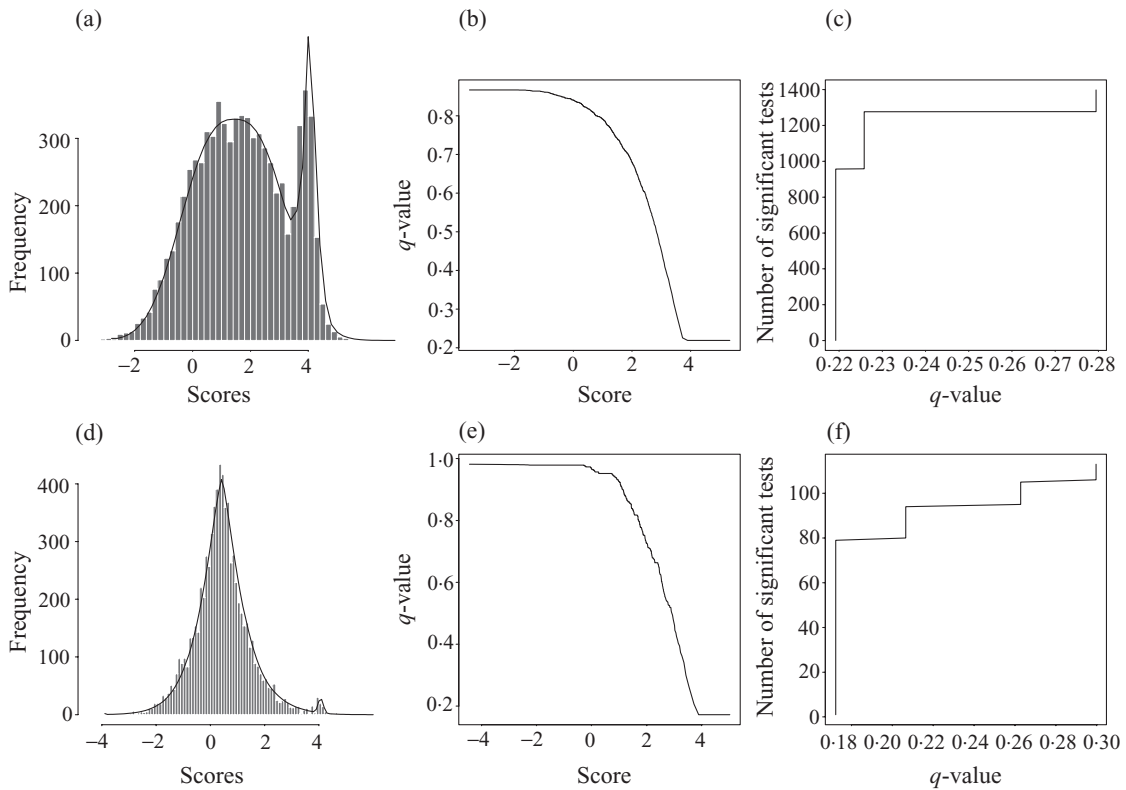 (a)
300
200
100
0
Frequency
−2 0 2 4
Scores
(b)
0·8
0·7
0·6
0·5
0·4
0·3
0·2
q-value
−2 0 2 4
Score
(c)
1400
1200
1000
800
600
400
200
0
Number of significant tests
0·22 0·23 0·24 0·25 0·26 0·27 0·28
q-value
(d)
400
300
200
100
0
Frequency
−4 −2 0 2 4
Scores
(e)
1·0
0·8
0·6
0·4
0·2
q-value
−4 −2 0 2 4
Score
(f)
100
80
60
40
20
0
Number of significant tests
0·18 0·20 0·22 0·24 0·26 0·28 0·30
q-value